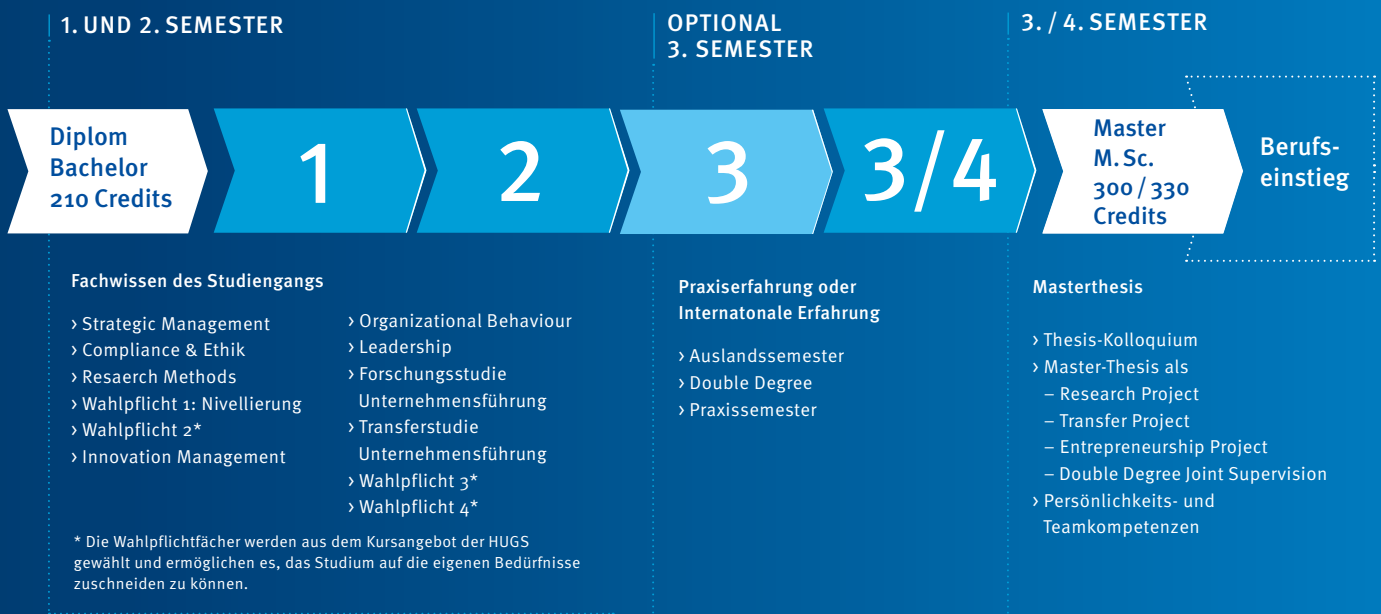 1. UND 2. SEMESTER
OPTIONAL
3. SEMESTER
3. / 4. SEMESTER
Diplom
Bachelor
210 Credits
1
2
3
3/4
Master
M. Sc.
300 / 330
Credits
Berufs-
einstieg
Fachwissen des Studiengangs
› Strategic Management
› Compliance & Ethik
› Resaerch Methods
› Wahlpflicht 1: Nivellierung
› Wahlpflicht 2*
› Innovation Management
› Organizational Behaviour
› Leadership
› Forschungsstudie
Unternehmensführung
› Transferstudie
Unternehmensführung
› Wahlpflicht 3*
› Wahlpflicht 4*
* Die Wahlpflichtfächer werden aus dem Kursangebot der HUGS
gewählt und ermöglichen es, das Studium auf die eigenen Bedürfnisse
zuschneiden zu können.
Praxiserfahrung oder
Internatonale Erfahrung
› Auslandssemester
› Double Degree
› Praxissemester
Masterthesis
› Thesis-Kolloquium
› Master-Thesis als
– Research Project
– Transfer Project
– Entrepreneurship Project
– Double Degree Joint Supervision
› Persönlichkeits- und
Teamkompetenzen